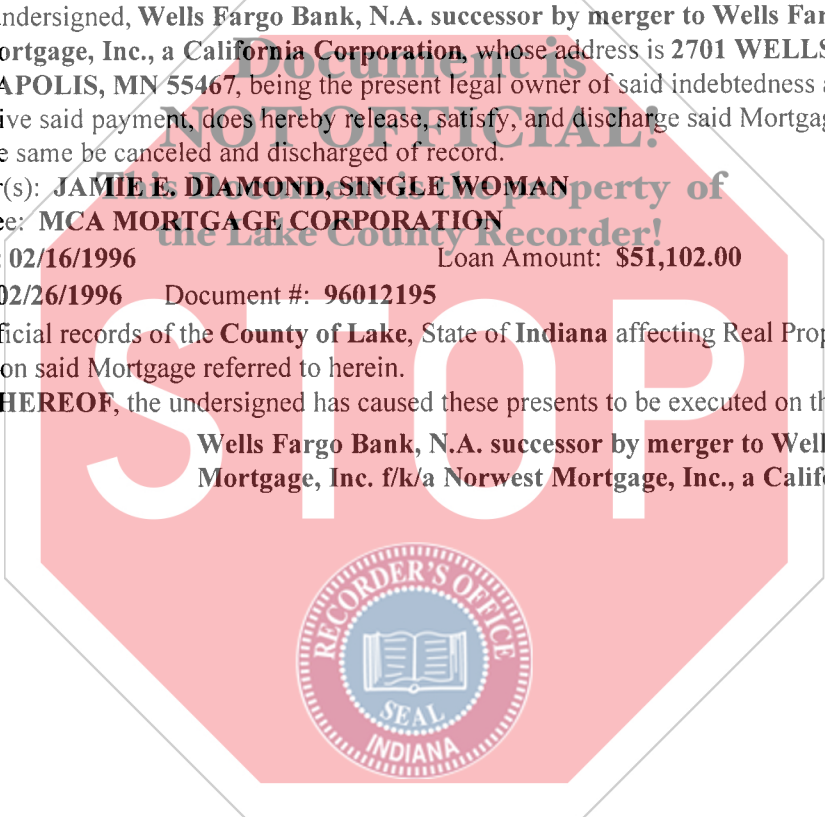 ndersigned, Wells Fargo Bank, N.A. successor by merger to Wells Far
ortgage, Inc., a California Corporation, whose address is 2701 WELLS
APOLIS, MN 55467, being the present legal owner of said indebtedness a
ive said payment, does hereby release, satisfy, and discharge said Mortgag
e same be canceled and discharged of record.
r(s): JAMIE E. DIAMOND, SINGLE WOMAN
ee: MCA MORTGAGE CORPORATION
: 02/16/1996 Loan Amount: $51,102.00
02/26/1996 Document #: 96012195
ficial records of the County of Lake, State of Indiana affecting Real Prop
on said Mortgage referred to herein.
HEREOF, the undersigned has caused these presents to be executed on th
Wells Fargo Bank, N.A. successor by merger to Well
Mortgage, Inc. f/k/a Norwest Mortgage, Inc., a Calif
Document is
NOT OFFICIAL!
This Document is the property of
the Lake County Recorder!
STOP
RECORDER'S OFFICE
SEAL
INDIANA